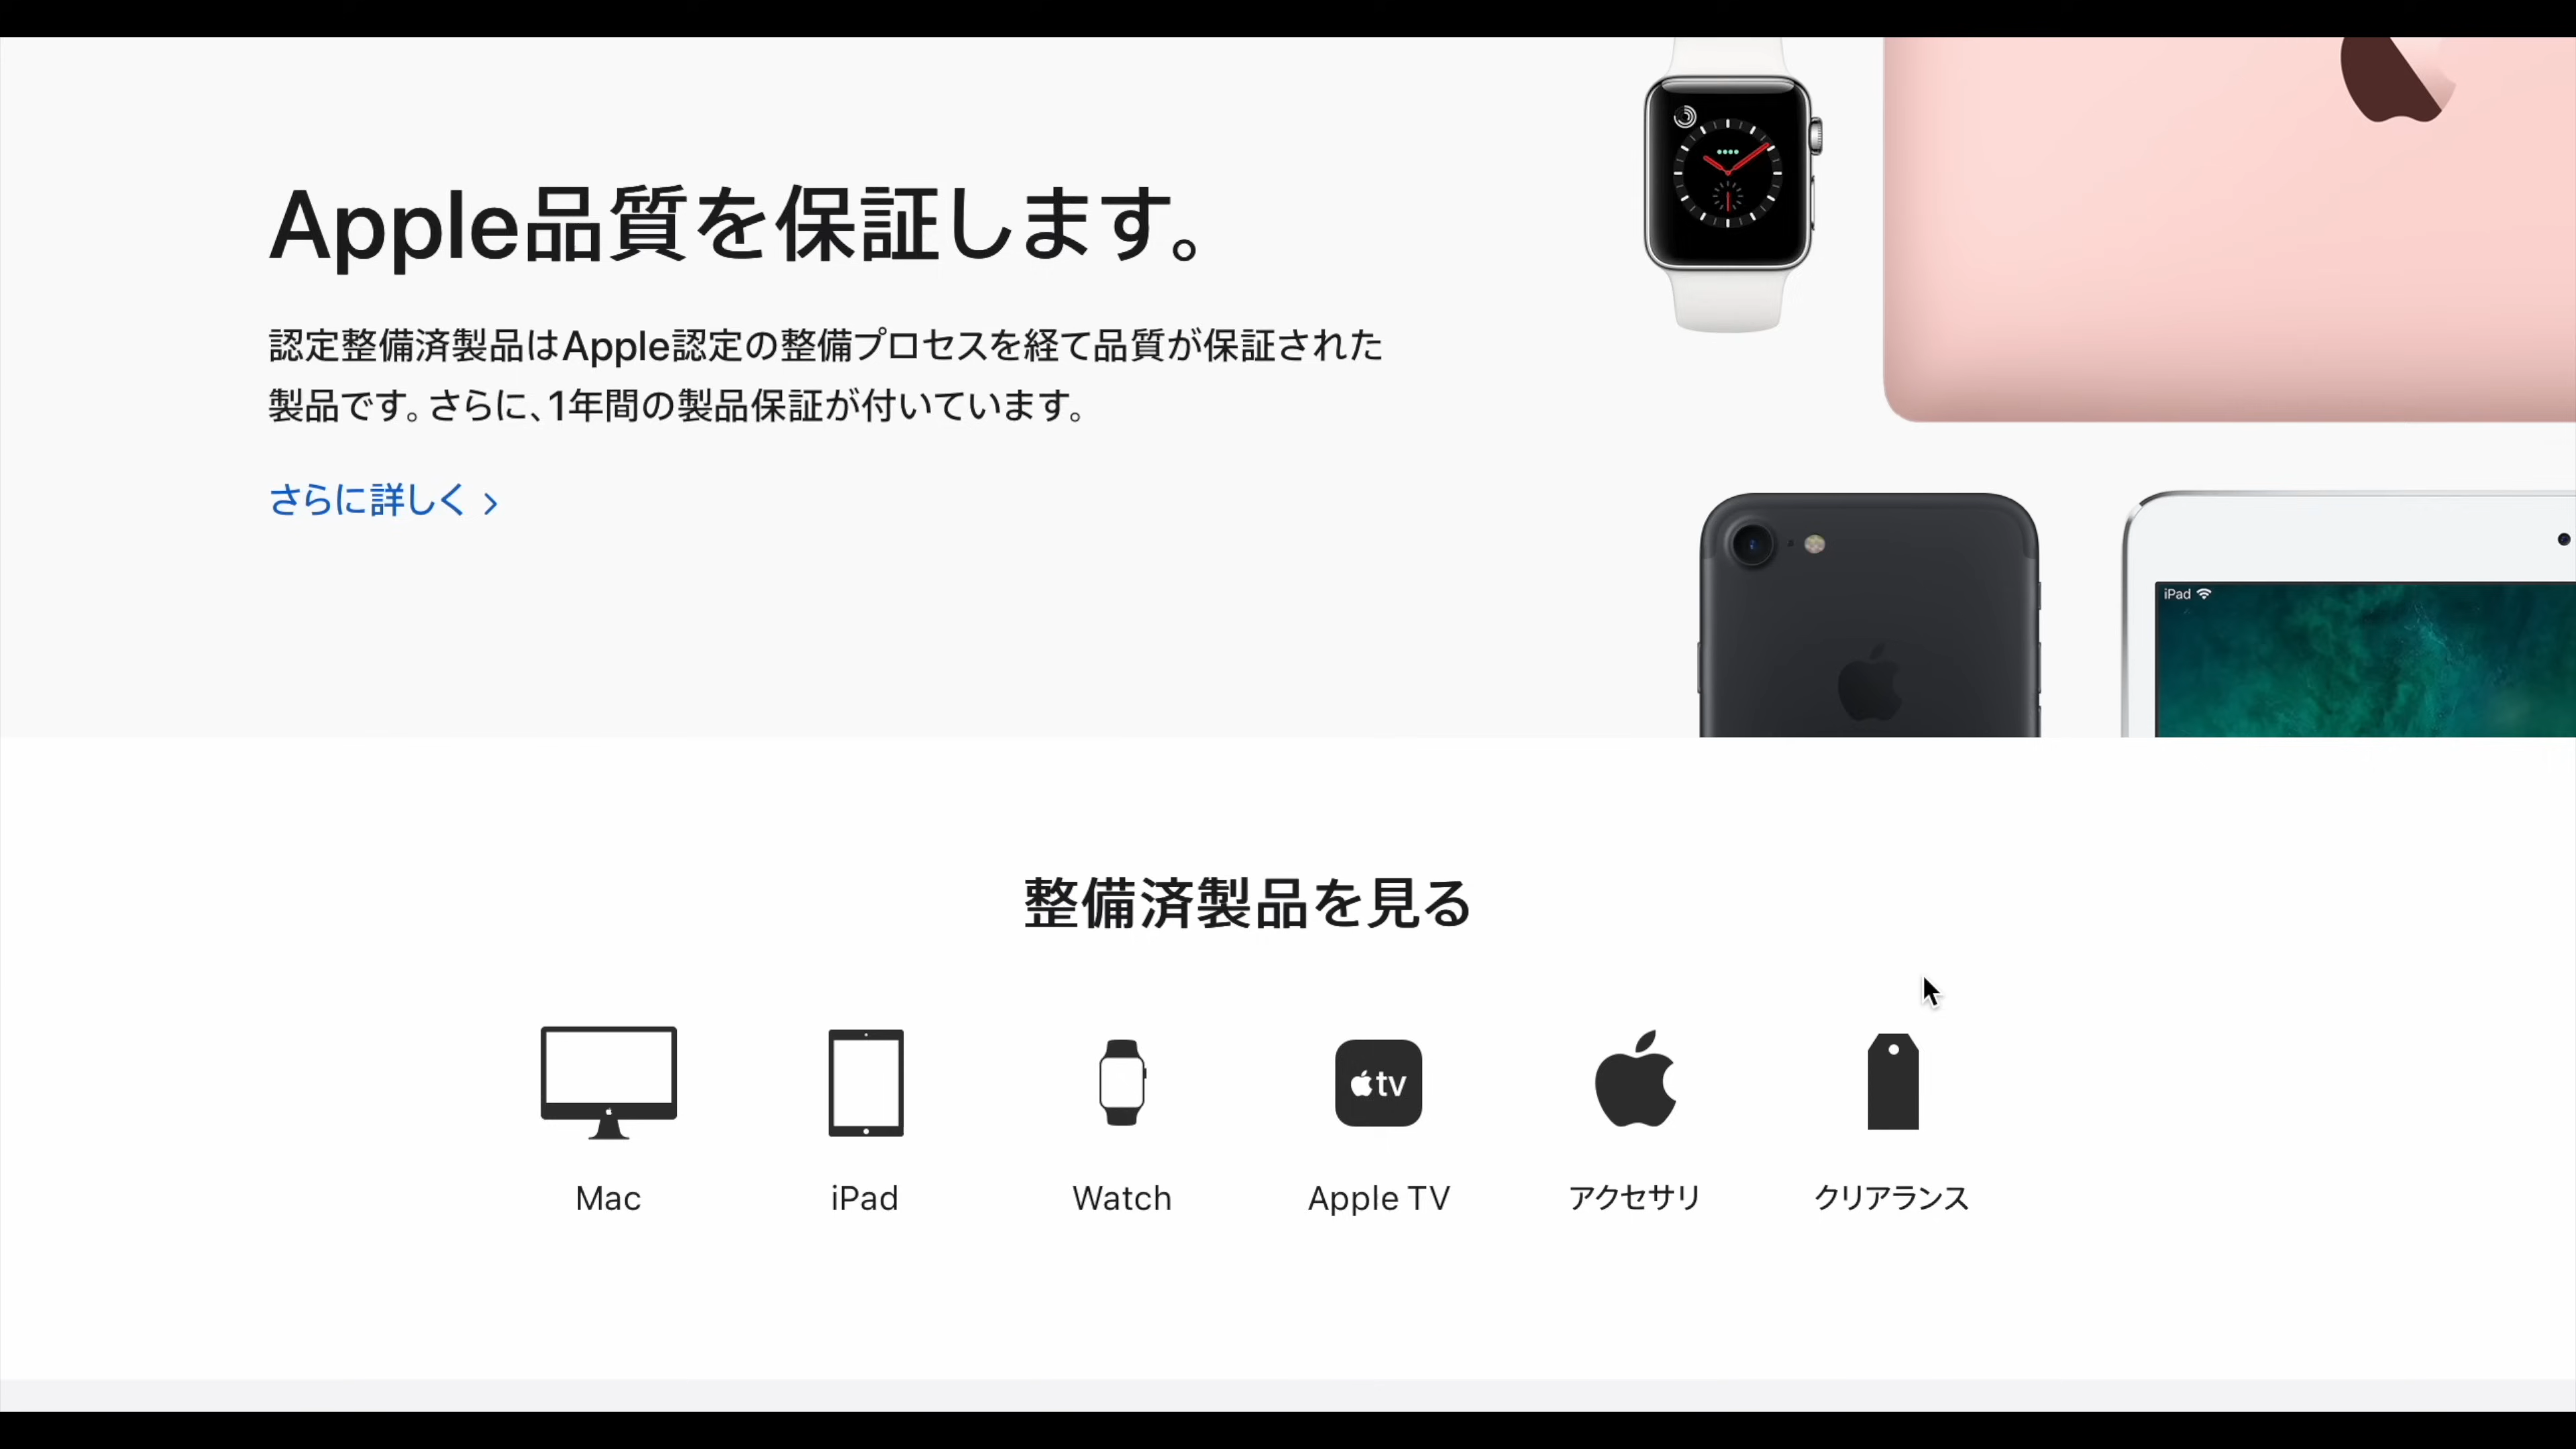 Apple品質を保証します。
認定整備済製品はApple認定の整備プロセスを経て品質が保証された
製品です。さらに、1年間の製品保証が付いています。
さらに詳しく >
iPad
整備済製品を見る
tv
Mac
iPad
Watch
Apple TV
アクセサリ
クリアランス